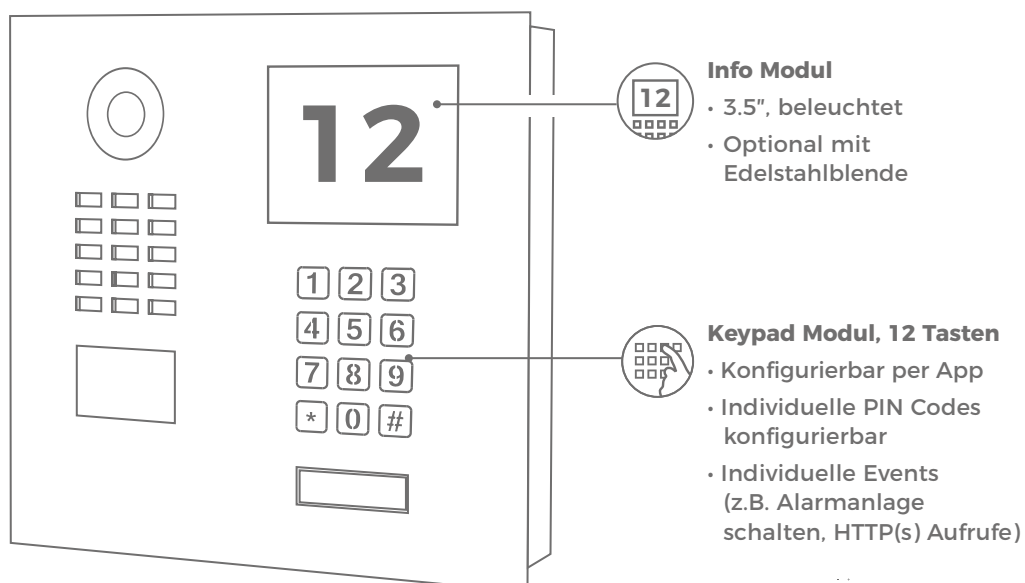 12
1 2 3
4 5 6
7 8 9
* 0 #
12
Info Modul
· 3.5", beleuchtet
· Optional mit
Edelstahlblende
Keypad Modul, 12 Tasten
· Konfigurierbar per App
· Individuelle PIN Codes
konfigurierbar
· Individuelle Events
(z.B. Alarmanlage
schalten, HTTP(s) Aufrufe)